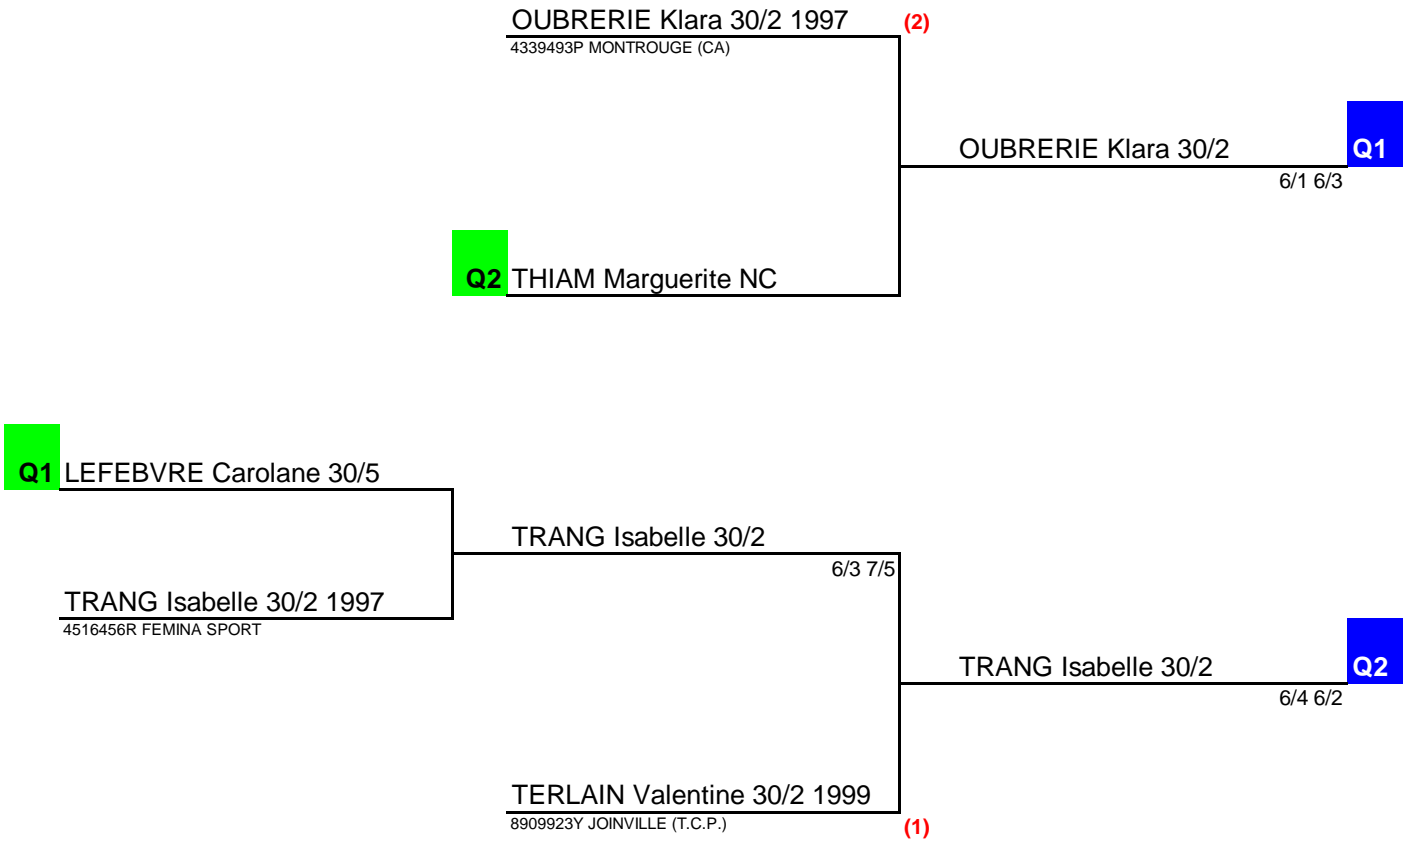 OUBRERIE Klara 30/2 1997 (2)
4339493P MONTROUGE (CA)
OUBRERIE Klara 30/2 Q1
6/1 6/3
Q2 THIAM Marguerite NC
Q1 LEFEBVRE Carolane 30/5
TRANG Isabelle 30/2
6/3 7/5
TRANG Isabelle 30/2 1997
4516456R FEMINA SPORT
TRANG Isabelle 30/2 Q2
6/4 6/2
TERLAIN Valentine 30/2 1999
8909923Y JOINVILLE (T.C.P.) (1)